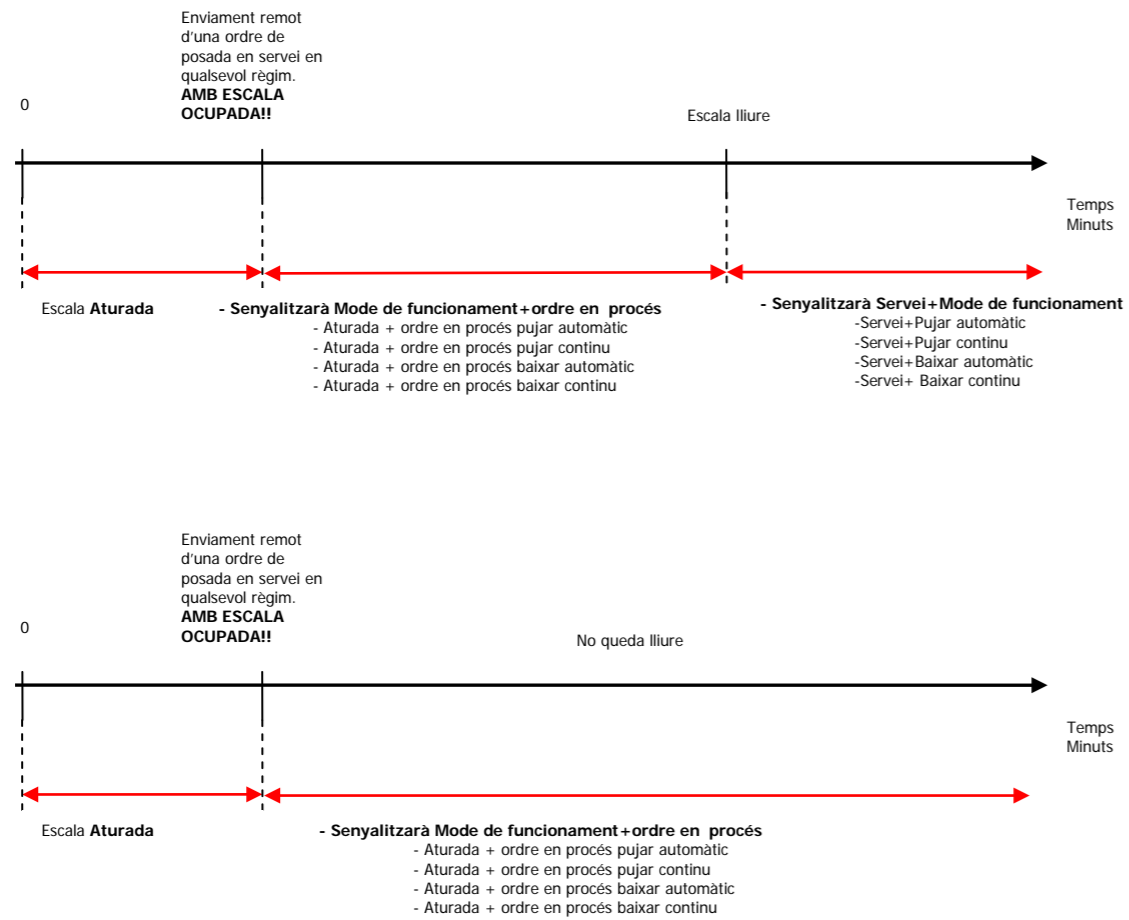 Enviament remot
d'una ordre de
posada en servei en
qualsevol règim.
AMB ESCALA
OCUPADA!!
0
Escala lliure
Temps
Minuts
Escala Aturada
- Senyalitzarà Mode de funcionament+ordre en procés
- Aturada + ordre en procés pujar automàtic
- Aturada + ordre en procés pujar continu
- Aturada + ordre en procés baixar automàtic
- Aturada + ordre en procés baixar continu
- Senyalitzarà Servei+Mode de funcionament
-Servei+Pujar automàtic
-Servei+Pujar continu
-Servei+Baixar automàtic
-Servei+ Baixar continu
Enviament remot
d'una ordre de
posada en servei en
qualsevol règim.
AMB ESCALA
OCUPADA!!
0
No queda lliure
Temps
Minuts
Escala Aturada
- Senyalitzarà Mode de funcionament+ordre en procés
- Aturada + ordre en procés pujar automàtic
- Aturada + ordre en procés pujar continu
- Aturada + ordre en procés baixar automàtic
- Aturada + ordre en procés baixar continu